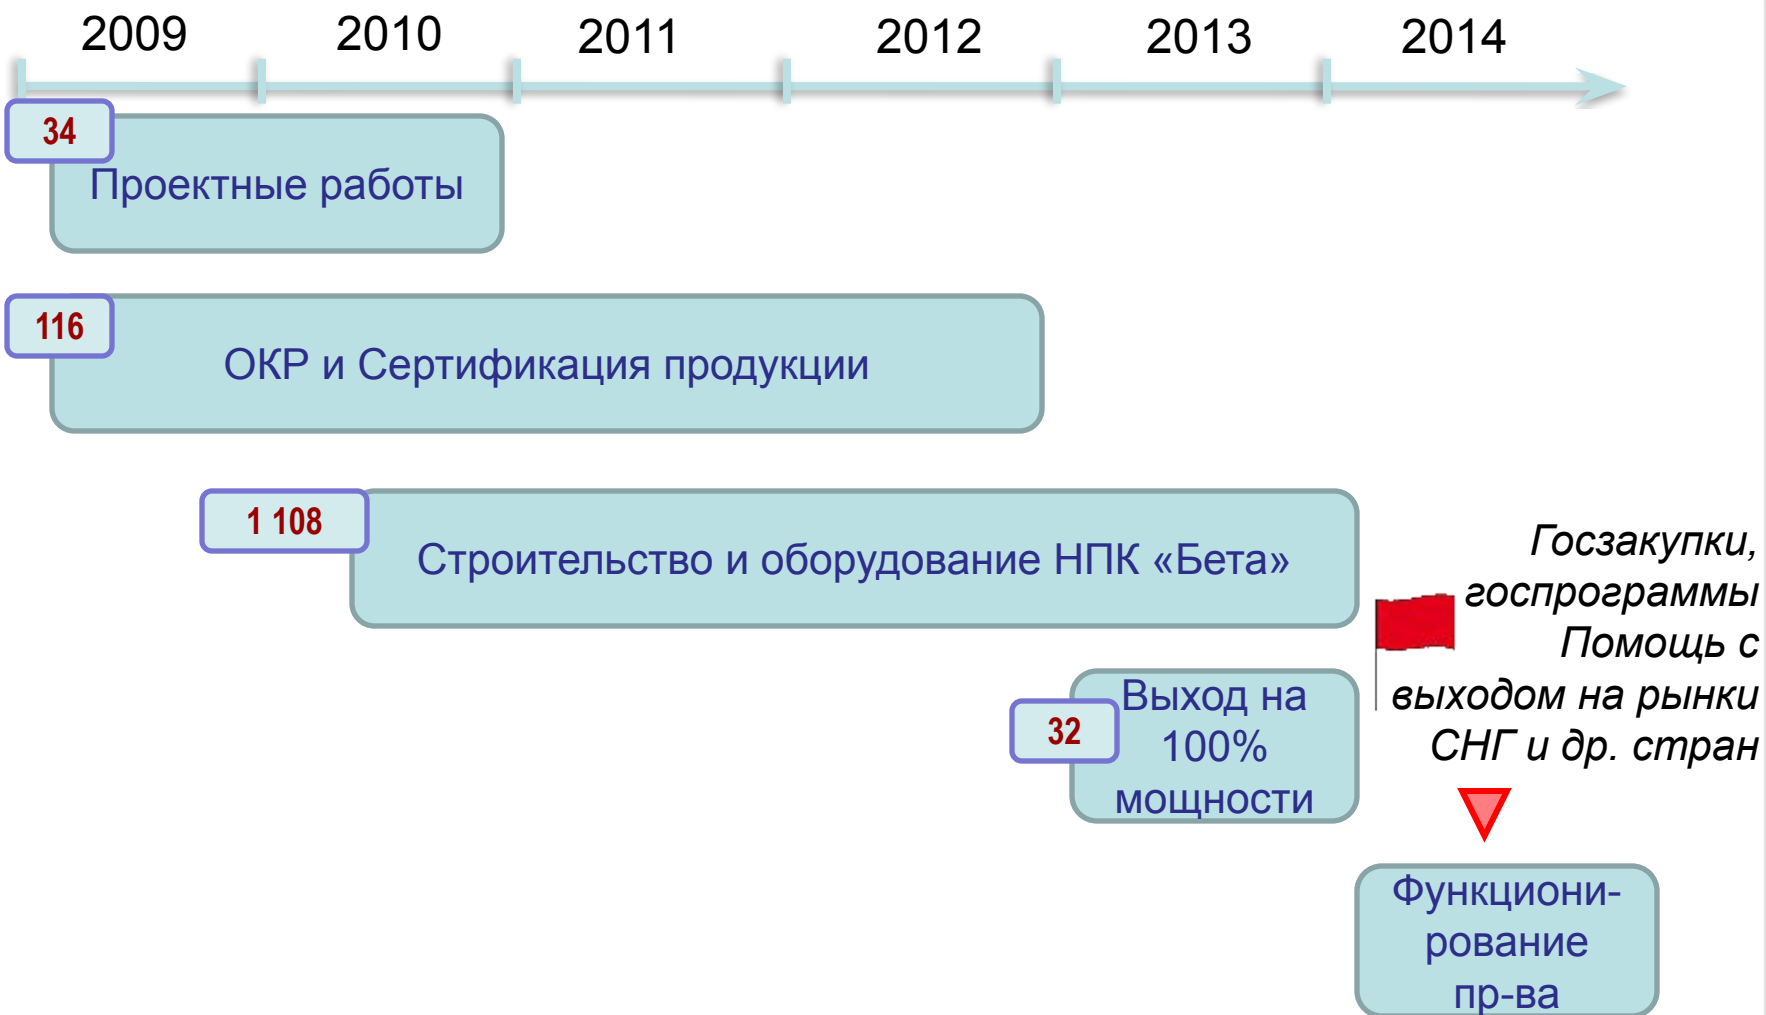 2009 2010 2011 2012 2013 2014
34
Проектные работы
116
ОКР и Сертификация продукции
1 108
Строительство и оборудование НПК «Бета»
Госзакупки,
госпрограммы
Помощь с
выходом на рынки
СНГ и др. стран
32
Выход на
100%
мощности
Функциони-
рование
пр-ва